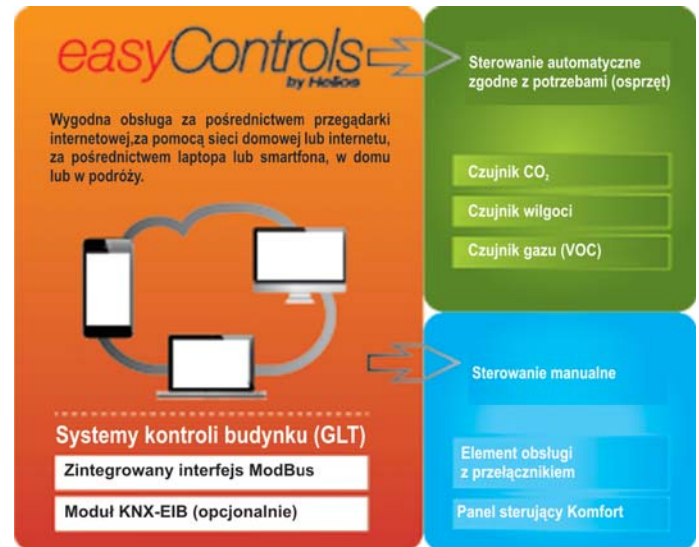 easyControls
by Helios
Wygodna obsługa za pośrednictwem przegądarki
internetowej,za pomocą sieci domowej lub internetu,
za pośrednictwem laptopa lub smartfona, w domu
lub w podróży.
Systemy kontroli budynku (GLT)
Zintegrowany interfejs ModBus
Moduł KNX-EIB (opcjonalnie)
Sterowanie automatyczne
zgodne z potrzebami (osprzęt)
Czujnik CO₂
Czujnik wilgoci
Czujnik gazu (VOC)
Sterowanie manualne
Element obsługi
z przełącznikiem
Panel sterujący Komfort